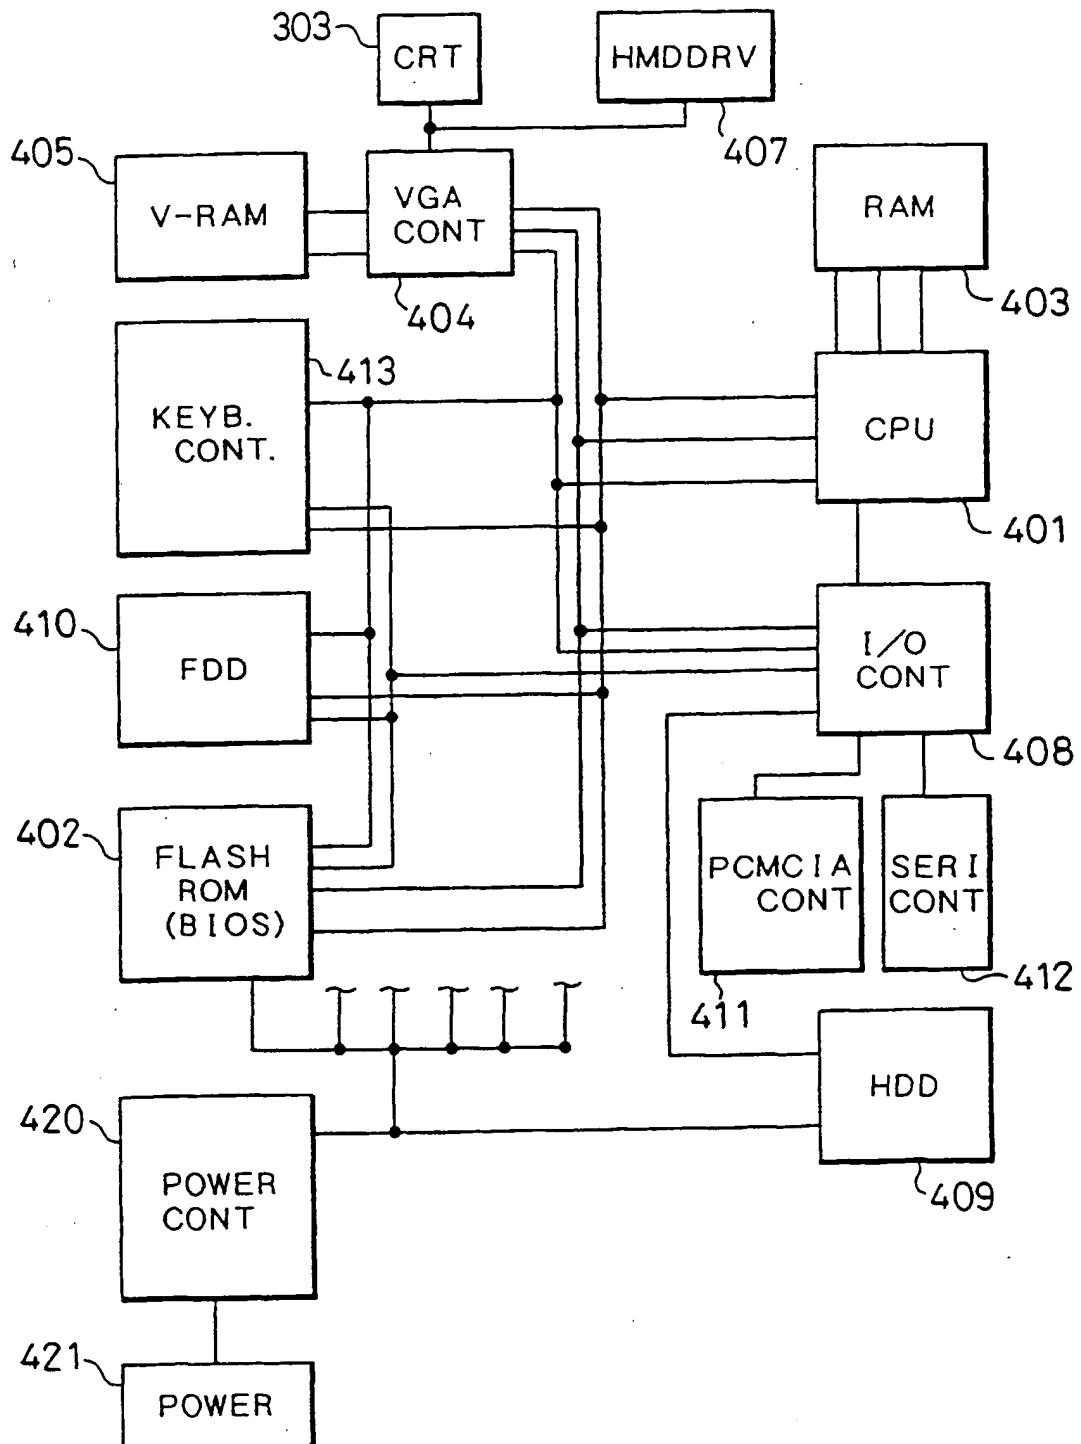 303
CRT
HMDDRV
407
405
V-RAM
VGA
CONT
404
RAM
403
413
KEYB.
CONT.
CPU
401
410
FDD
I/O
CONT
408
402
FLASH
ROM
(BIOS)
PCMCIA
CONT
411
SERI
CONT
412
HDD
409
420
POWER
CONT
421
POWER